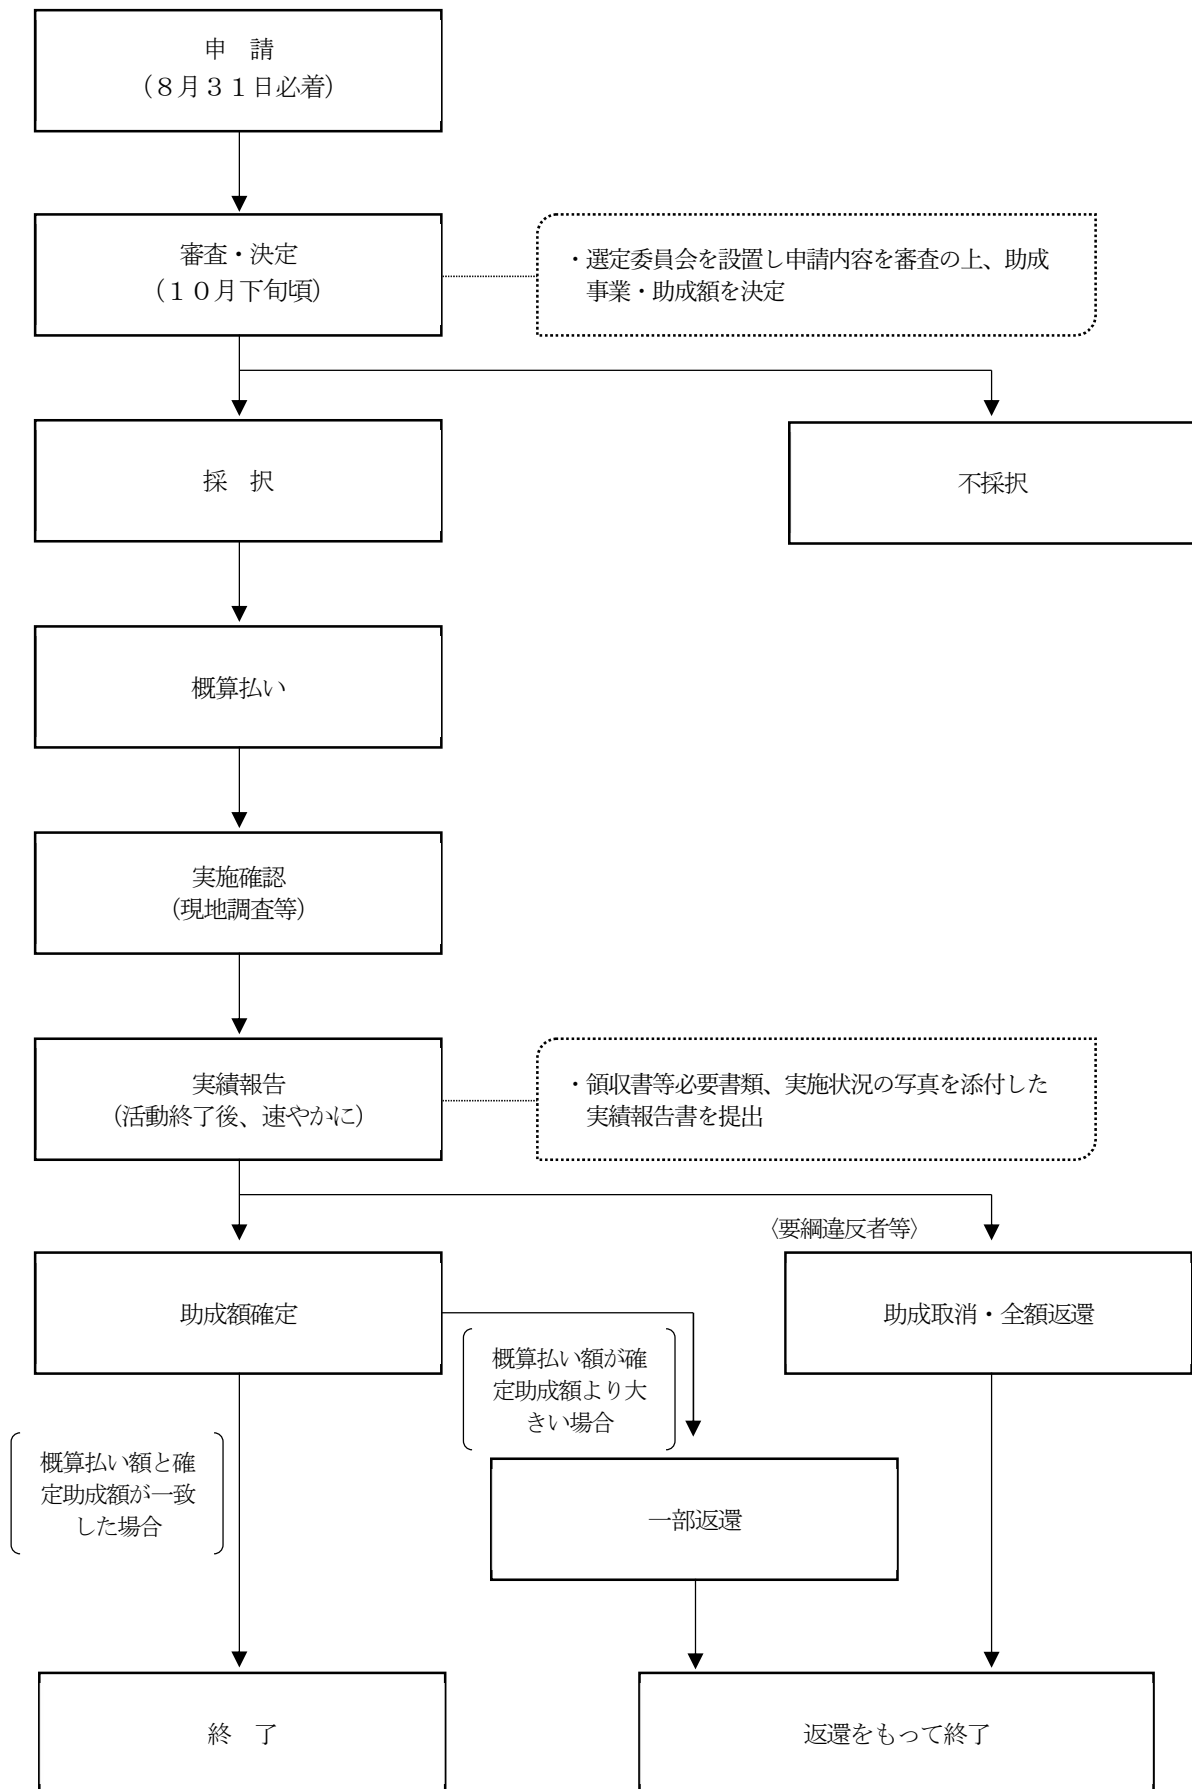 申　請
（８月３１日必着）
審査・決定
（１０月下旬頃）
・選定委員会を設置し申請内容を審査の上、助成
事業・助成額を決定
採　択
不採択
概算払い
実施確認
（現地調査等）
実績報告
（活動終了後、速やかに）
・領収書等必要書類、実施状況の写真を添付した
実績報告書を提出
〈要綱違反者等〉
助成額確定
助成取消・全額返還
概算払い額が確
定助成額より大
きい場合
概算払い額と確
定助成額が一致
した場合
一部返還
終　了
返還をもって終了